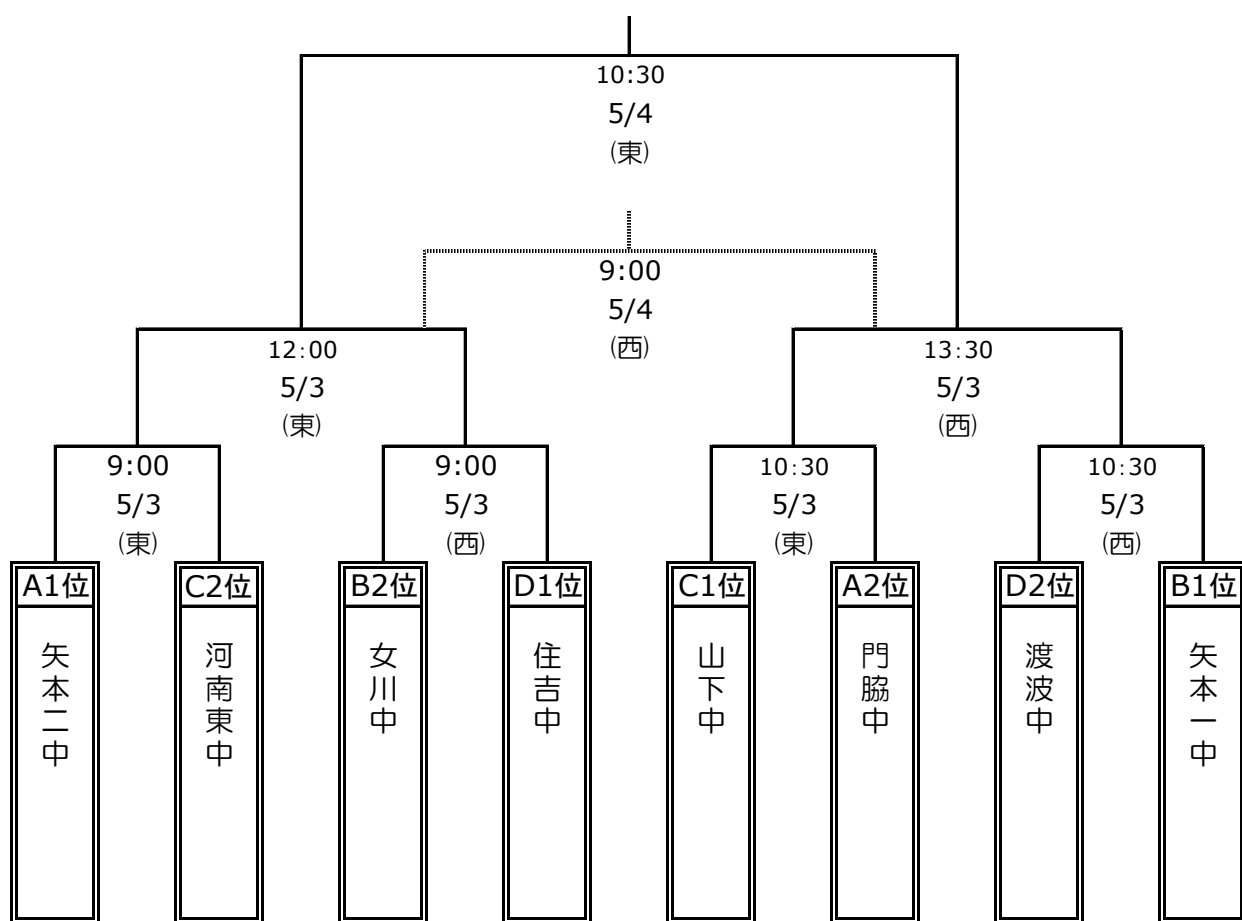 10:30
5/4
(東)
9:00
5/4
(西)
12:00
5/3
(東)
13:30
5/3
(西)
9:00
5/3
(東)
9:00
5/3
(西)
10:30
5/3
(東)
10:30
5/3
(西)
A1位
C2位
B2位
D1位
C1位
A2位
D2位
B1位
矢本二中
河南東中
女川中
住吉中
山下中
門脇中
渡波中
矢本一中